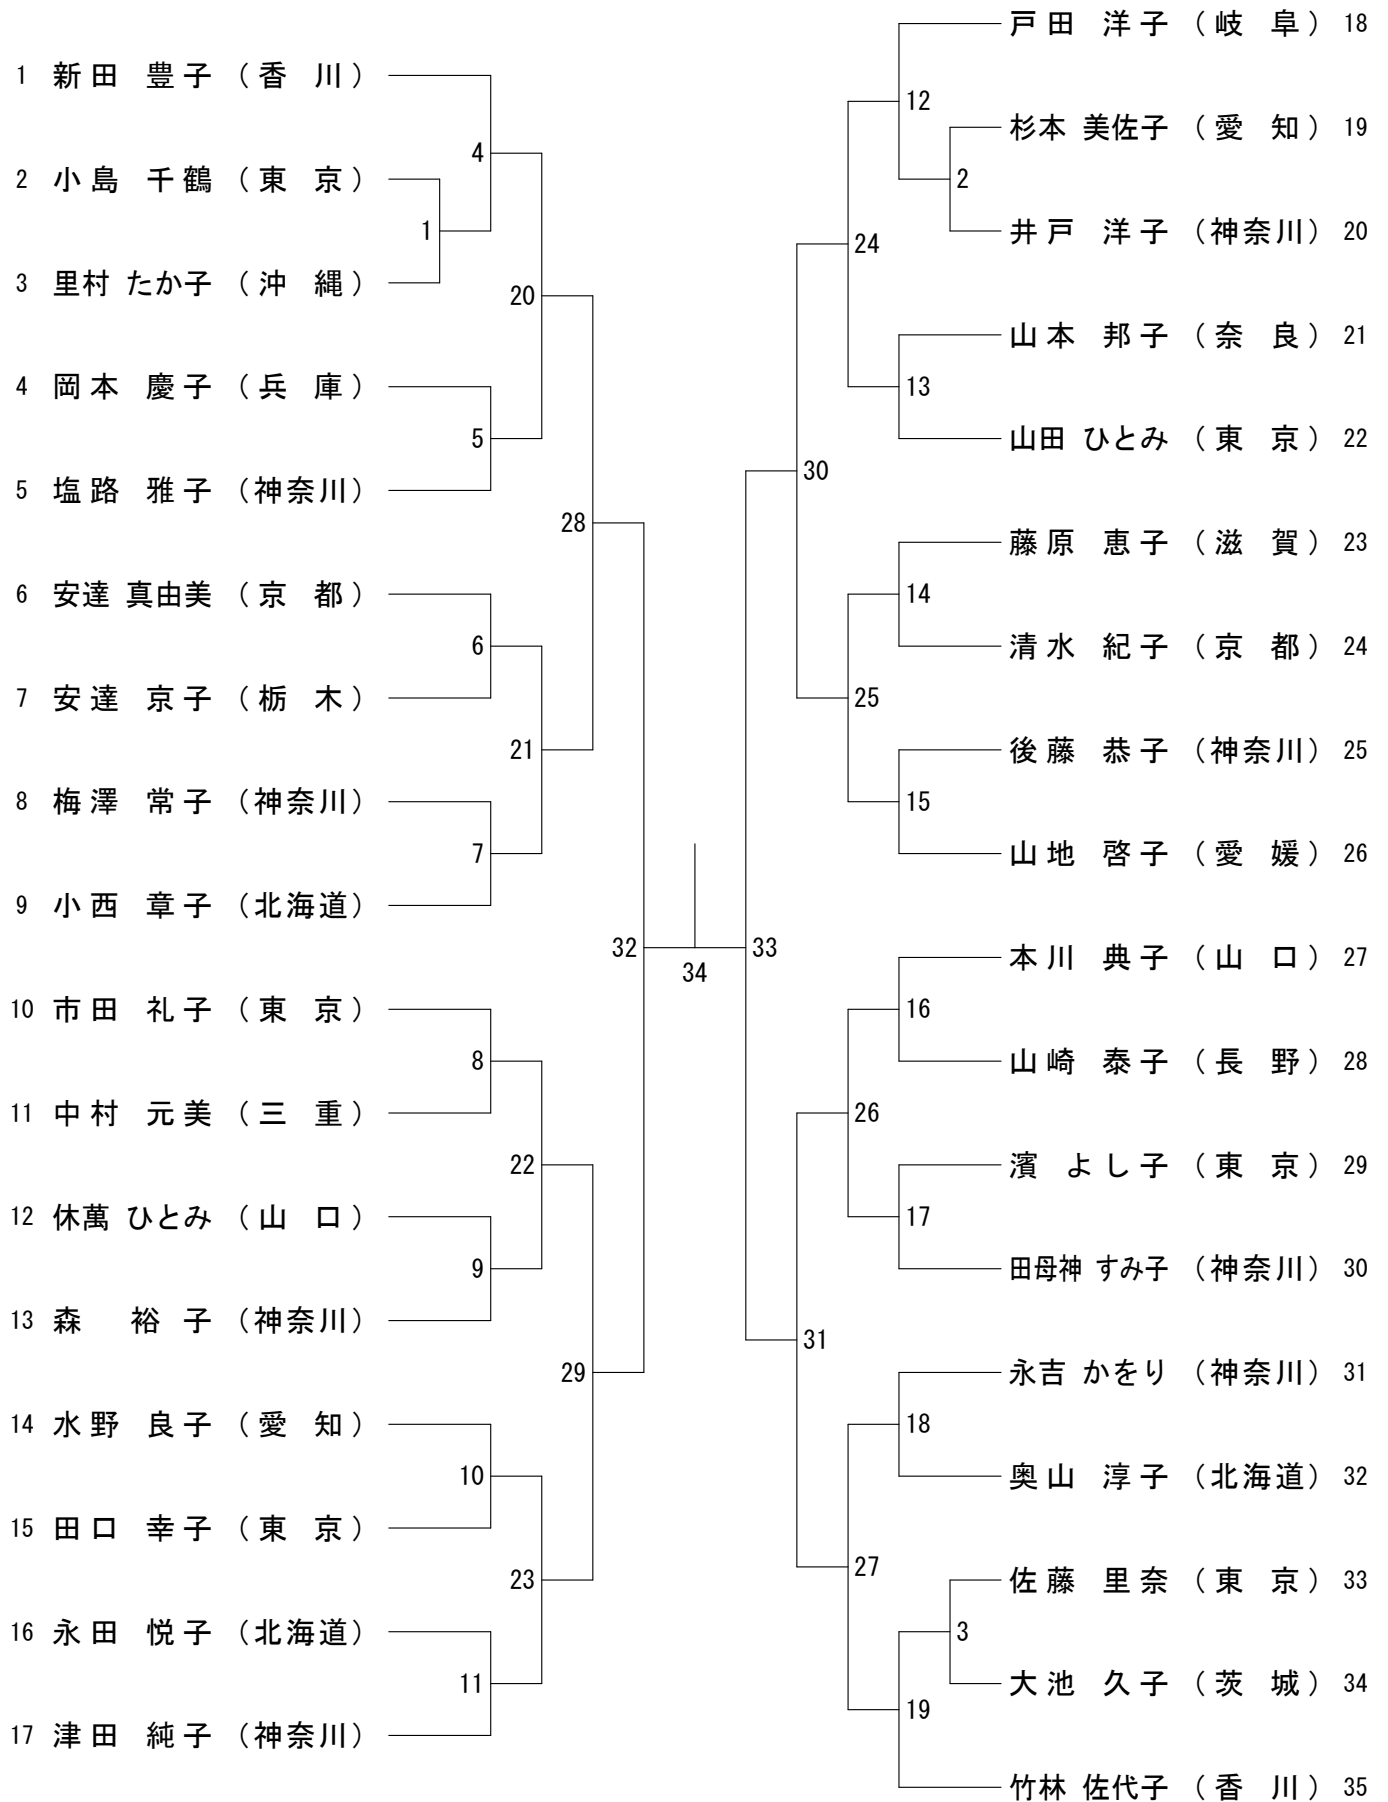 1 新田 豊子 (香 川)
2 小島 千鶴 (東 京)
3 里村 たか子 (沖 縄)
4 岡本 慶子 (兵 庫)
5 塩路 雅子 (神奈川)
6 安達 真由美 (京 都)
7 安達 京子 (栃 木)
8 梅澤 常子 (神奈川)
9 小西 章子 (北海道)
10 市田 礼子 (東 京)
11 中村 元美 (三 重)
12 休萬 ひとみ (山 口)
13 森 裕子 (神奈川)
14 水野 良子 (愛 知)
15 田口 幸子 (東 京)
16 永田 悦子 (北海道)
17 津田 純子 (神奈川)
1
4
5
6
7
8
9
10
11
20
21
22
23
28
29
32
34
33
30
31
24
25
26
27
12
13
14
15
16
17
18
19
2
3
戸田 洋子 (岐 阜) 18
杉本 美佐子 (愛 知) 19
井戸 洋子 (神奈川) 20
山本 邦子 (奈 良) 21
山田 ひとみ (東 京) 22
藤原 恵子 (滋 賀) 23
清水 紀子 (京 都) 24
後藤 恭子 (神奈川) 25
山地 啓子 (愛 媛) 26
本川 典子 (山 口) 27
山崎 泰子 (長 野) 28
濱 よし子 (東 京) 29
田母神 すみ子 (神奈川) 30
永吉 かをり (神奈川) 31
奥山 淳子 (北海道) 32
佐藤 里奈 (東 京) 33
大池 久子 (茨 城) 34
竹林 佐代子 (香 川) 35